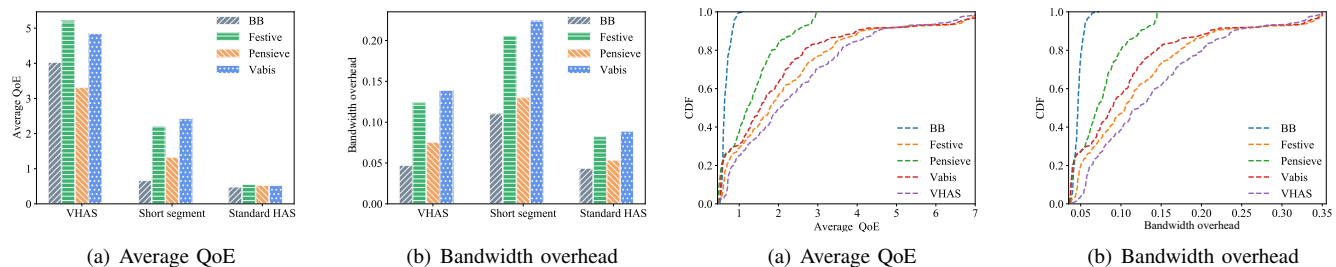 Average QoE
5
4
3
2
1
0
BB
Festive
Pensieve
Vabis
VHAS
Short segment
Standard HAS
(a) Average QoE
Bandwidth overhead
0.20
0.15
0.10
0.05
0.00
BB
Festive
Pensieve
Vabis
VHAS
Short segment
Standard HAS
(b) Bandwidth overhead
CDF
1.0
0.8
0.6
0.4
0.2
0.0
BB
Festive
Pensieve
Vabis
VHAS
1 2 3 4 5 6 7
Average QoE
(a) Average QoE
CDF
1.0
0.8
0.6
0.4
0.2
0.0
BB
Festive
Pensieve
Vabis
VHAS
0.05 0.10 0.15 0.20 0.25 0.30 0.35
Bandwidth overhead
(b) Bandwidth overhead